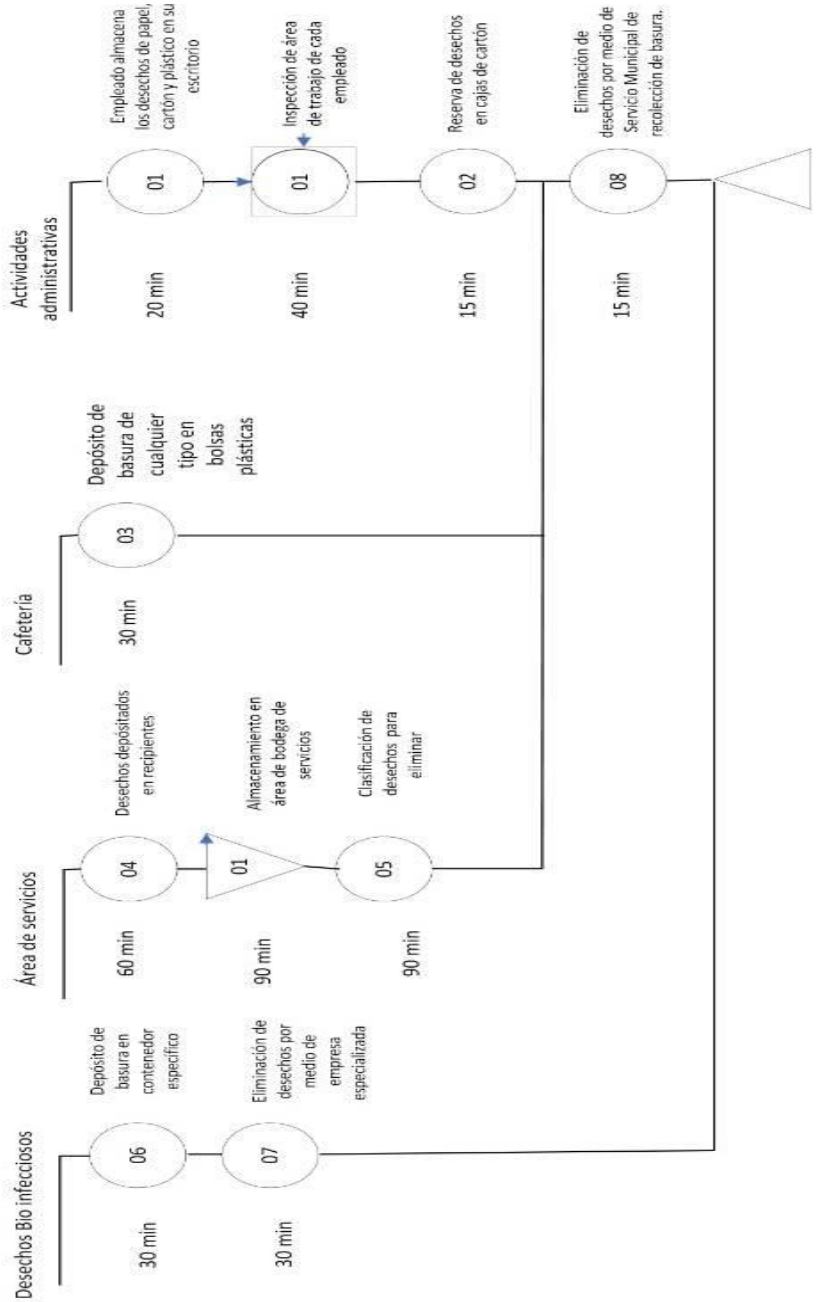 Desechos Bio infecciosos
06
30 min
Depósito de
basura en
contenedor
específico
07
30 min
Eliminación de
desechos por
medio de
empresa
especializada
Área de servicios
04
60 min
Desechos dépósitados
en recipientes
01
90 min
Almacenamiento en
área de bodega de
servicios
05
90 min
Clasificación de
desechos para
eliminar
Cafetería
03
30 min
Depósito de
basura de
cualquier
tipo en
bolsas
plásticas
Actividades
administrativas
01
20 min
Empleado almacena
los desechos de papel,
cartón y plástico en su
escritorio
01
40 min
Inspección de área
de trabajo de cada
empleado
02
15 min
Reserva de desechos
en cajas de cartón
08
15 min
Eliminación de
desechos por medio de
Servicio Municipal de
recolección de basura.